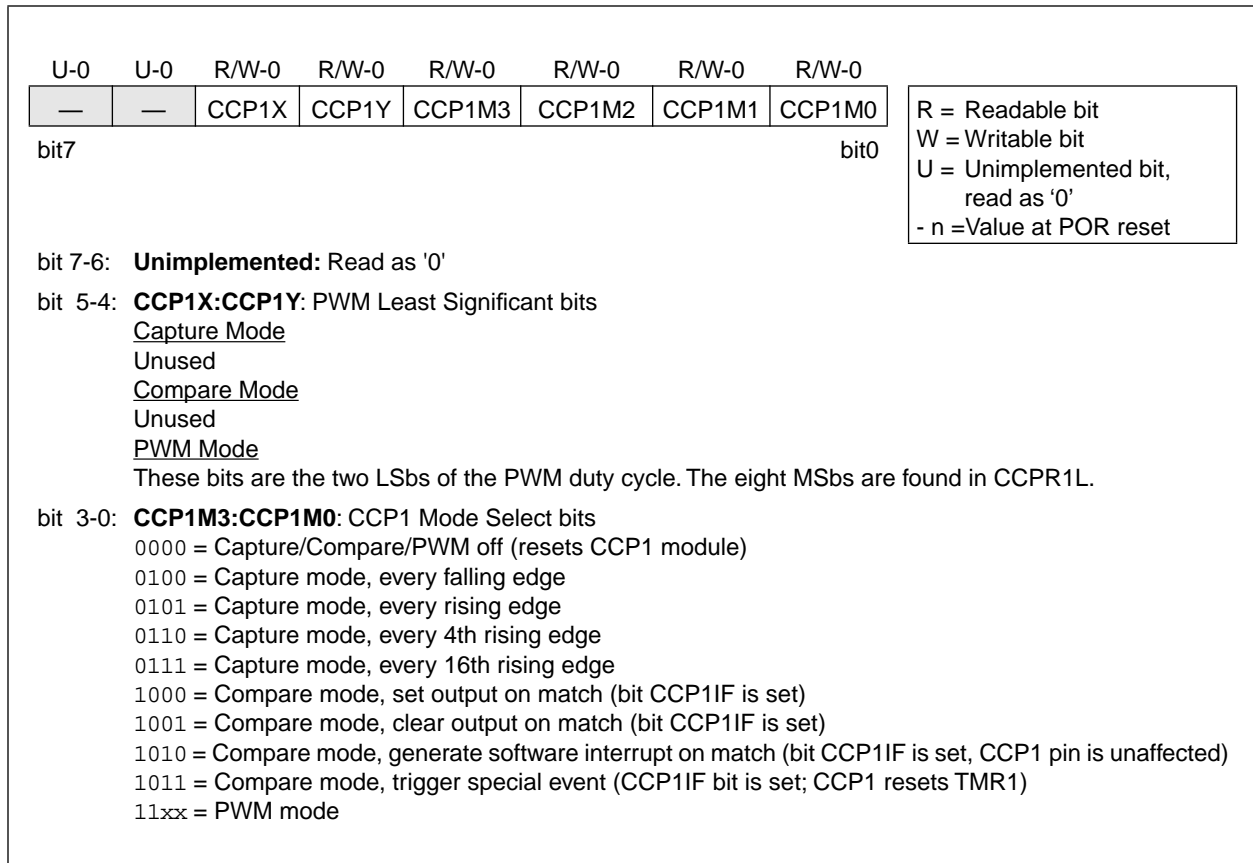 U-0 U-0 R/W-0 R/W-0 R/W-0 R/W-0 R/W-0 R/W-0
— — CCP1X CCP1Y CCP1M3 CCP1M2 CCP1M1 CCP1M0
bit7 bit0
R = Readable bit
W = Writable bit
U = Unimplemented bit,
read as ‘0’
- n =Value at POR reset
bit 7-6: Unimplemented: Read as '0'
bit 5-4: CCP1X:CCP1Y: PWM Least Significant bits
Capture Mode
Unused
Compare Mode
Unused
PWM Mode
These bits are the two LSbs of the PWM duty cycle. The eight MSbs are found in CCPR1L.
bit 3-0: CCP1M3:CCP1M0: CCP1 Mode Select bits
0000 = Capture/Compare/PWM off (resets CCP1 module)
0100 = Capture mode, every falling edge
0101 = Capture mode, every rising edge
0110 = Capture mode, every 4th rising edge
0111 = Capture mode, every 16th rising edge
1000 = Compare mode, set output on match (bit CCP1IF is set)
1001 = Compare mode, clear output on match (bit CCP1IF is set)
1010 = Compare mode, generate software interrupt on match (bit CCP1IF is set, CCP1 pin is unaffected)
1011 = Compare mode, trigger special event (CCP1IF bit is set; CCP1 resets TMR1)
11xx = PWM mode